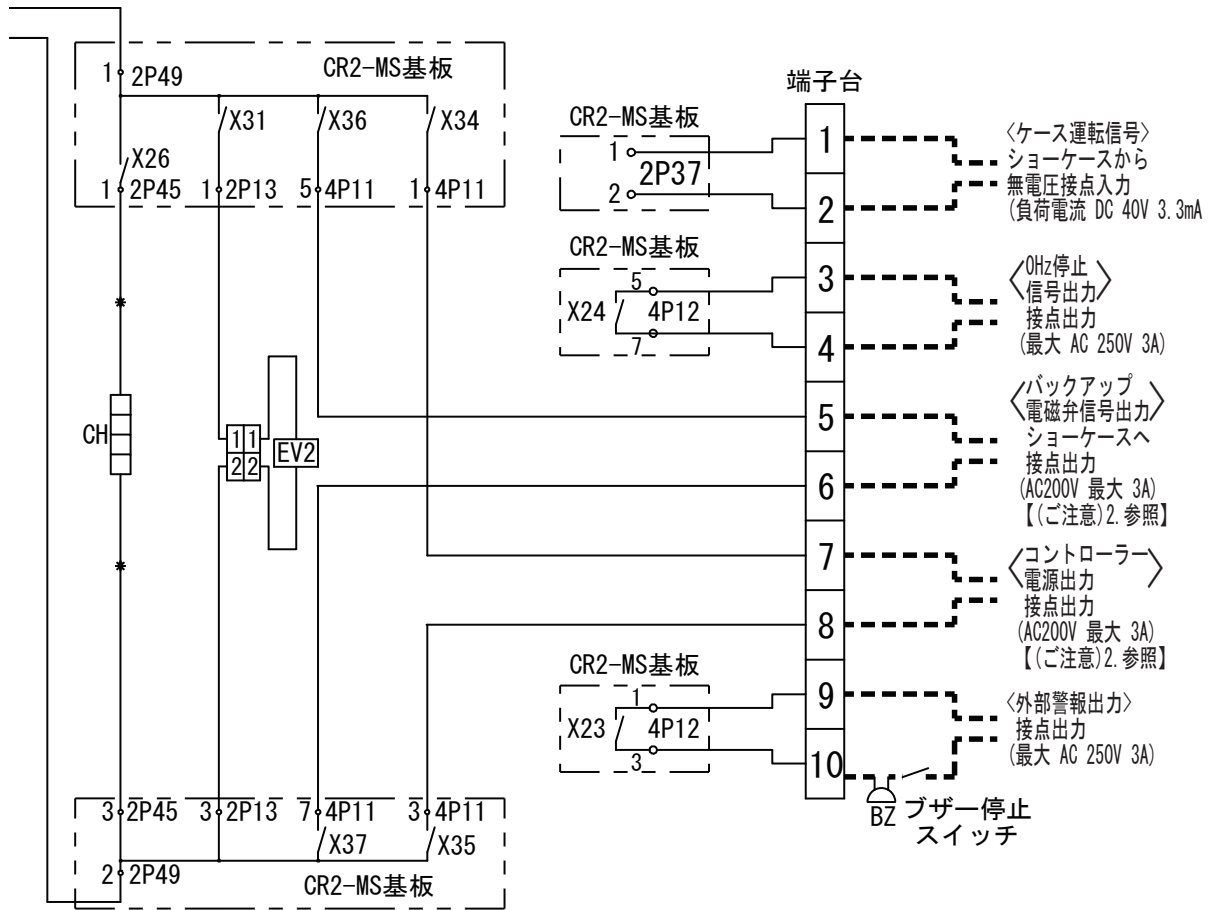 CR2-MS基板
1 2P49
X31 X36 X34
X26
1 2P45 1 2P13 5 4P11 1 4P11
CH
1 1
2 2
EV2
3 2P45 3 2P13 7 4P11 3 4P11
X37 X35
2 2P49
CR2-MS基板
CR2-MS基板
1
2P37
2
CR2-MS基板
5
X24 4P12
7
CR2-MS基板
1
X23 4P12
3
端子台
1
2
3
4
5
6
7
8
9
10
〈ケース運転信号〉
ショーケースから
無電圧接点入力
(負荷電流 DC 40V 3.3mA
〈0Hz停止
信号出力〉
接点出力
(最大 AC 250V 3A)
〈バックアップ
電磁弁信号出力〉
ショーケースへ
接点出力
(AC200V 最大 3A)
【(ご注意)2.参照】
〈コントローラー
電源出力〉
接点出力
(AC200V 最大 3A)
【(ご注意)2.参照】
〈外部警報出力〉
接点出力
(最大 AC 250V 3A)
BZ ブザー停止
スイッチ